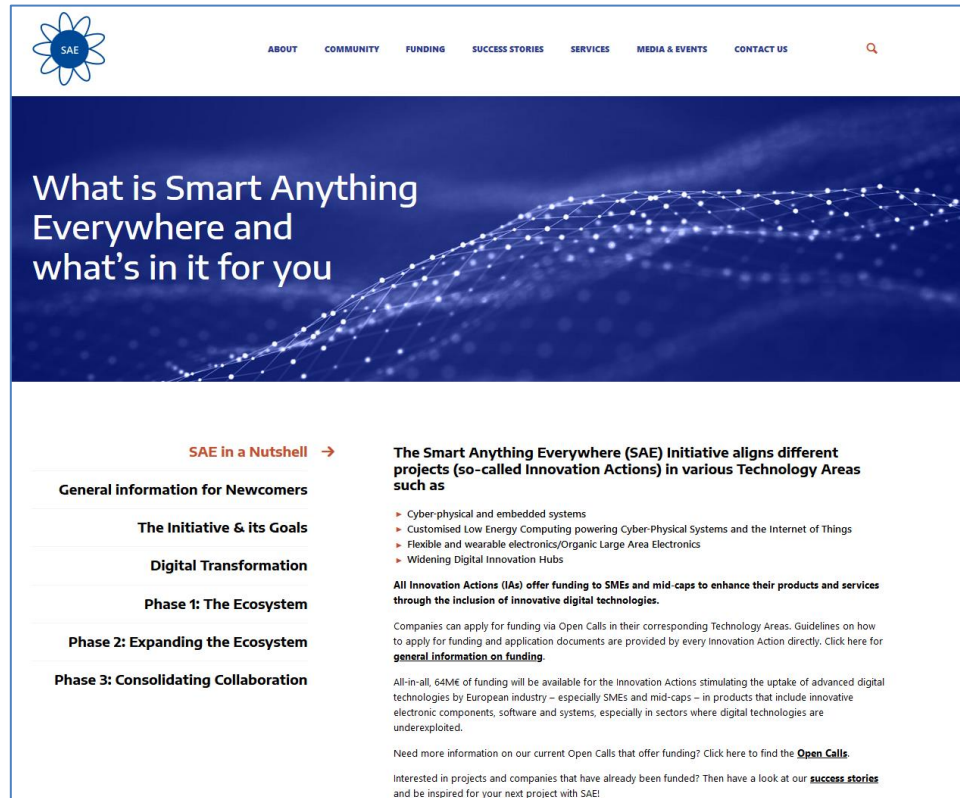 SAE
ABOUT COMMUNITY FUNDING SUCCESS STORIES SERVICES MEDIA & EVENTS CONTACT US
What is Smart Anything
Everywhere and
what's in it for you
SAE in a Nutshell
General information for Newcomers
The Initiative & its Goals
Digital Transformation
Phase 1: The Ecosystem
Phase 2: Expanding the Ecosystem
Phase 3: Consolidating Collaboration
The Smart Anything Everywhere (SAE) Initiative aligns different
projects (so-called Innovation Actions) in various Technology Areas
such as
Cyber-physical and embedded systems
Customised Low Energy Computing powering Cyber-Physical Systems and the Internet of Things
Flexible and wearable electronics/Organic Large Area Electronics
Widening Digital Innovation Hubs
All Innovation Actions (IAs) offer funding to SMEs and mid-caps to enhance their products and services
through the inclusion of innovative digital technologies.
Companies can apply for funding via Open Calls in their corresponding Technology Areas. Guidelines on how
to apply for funding and application documents are provided by every Innovation Action directly. Click here for
general information on funding.
All-in-all, 64M€ of funding will be available for the Innovation Actions stimulating the uptake of advanced digital
technologies by European industry – especially SMEs and mid-caps – in products that include innovative
electronic components, software and systems, especially in sectors where digital technologies are
underexploited.
Need more information on our current Open Calls that offer funding? Click here to find the Open Calls.
Interested in projects and companies that have already been funded? Then have a look at our success stories
and be inspired for your next project with SAE!